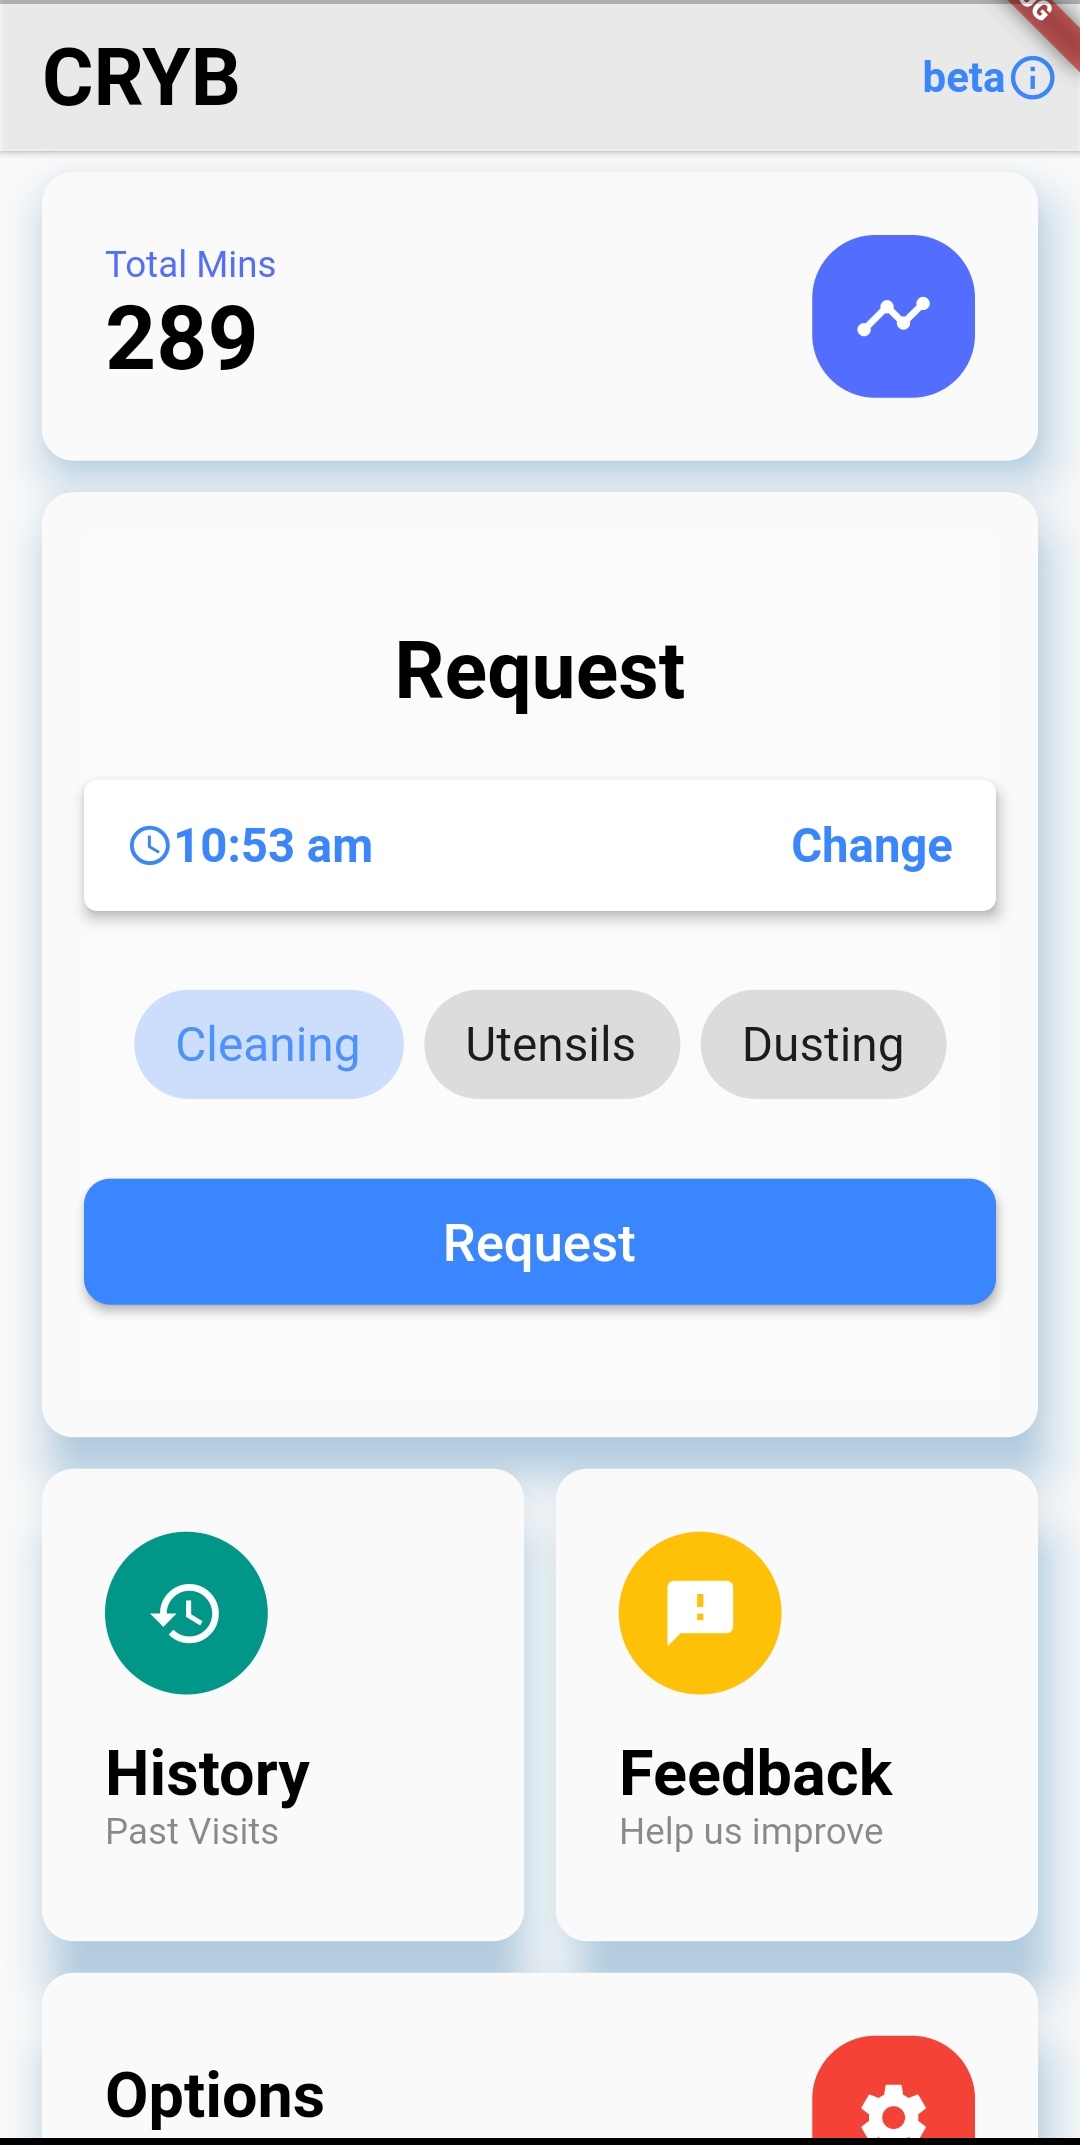 CRYB
beta
Total Mins
289
Request
10:53 am
Change
Cleaning Utensils Dusting
Request
History
Past Visits
Feedback
Help us improve
Options